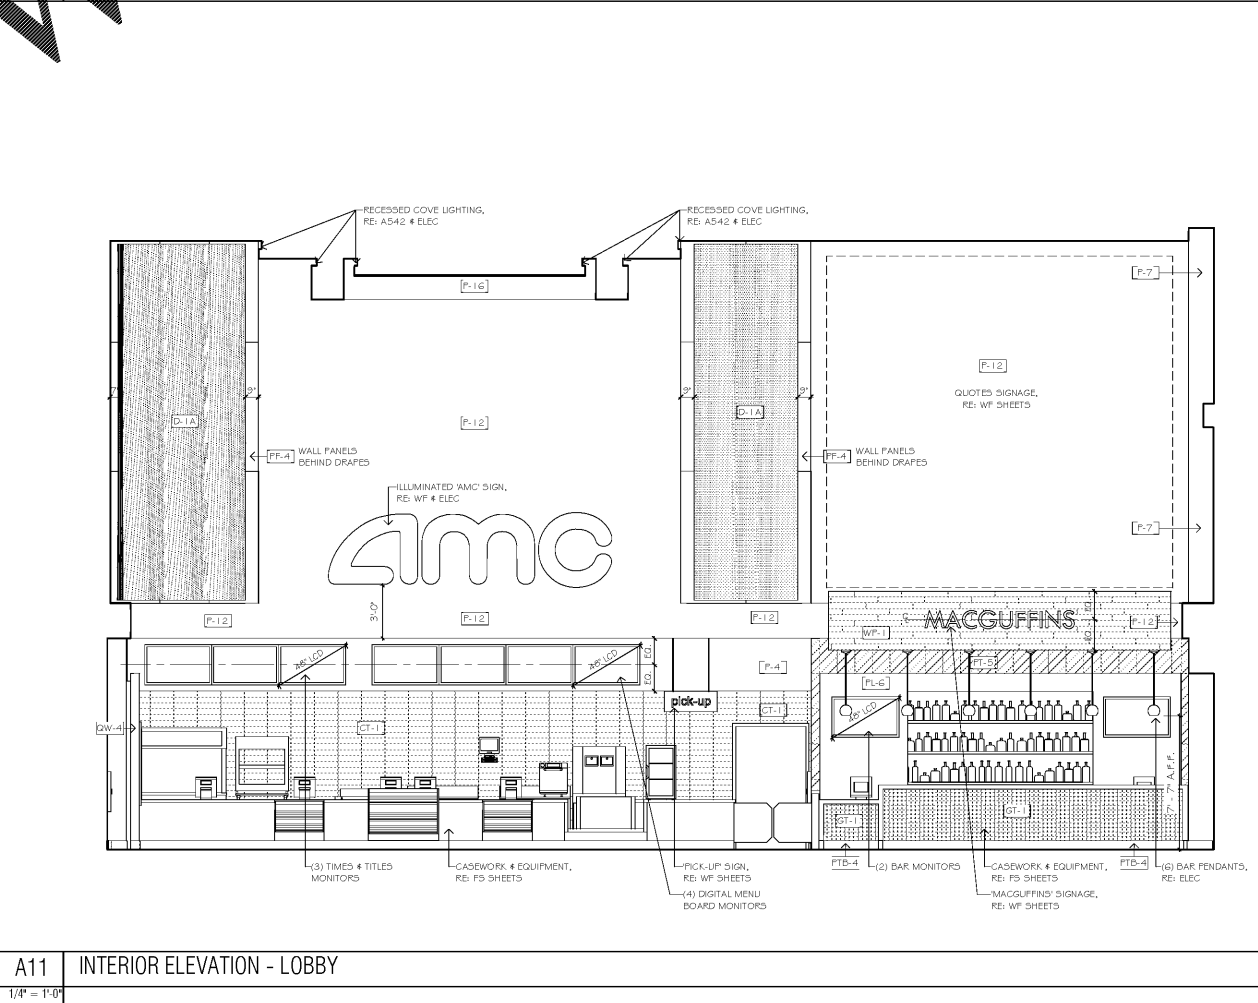 RECESSED COVE LIGHTING,
RE: A542 & ELEC
RECESSED COVE LIGHTING,
RE: A542 & ELEC
P-7
P-16
P-12
QUOTES SIGNAGE,
RE: WF SHEETS
7"
9"
9"
9"
D-1A
P-12
D-1A
PF-4
WALL PANELS
BEHIND DRAPES
PF-4
WALL PANELS
BEHIND DRAPES
ILLUMINATED 'AMC' SIGN,
RE: WF & ELEC
P-7
amc
3'-0"
P-12
P-12
P-12
EQ.
EQ.
MACGUFFINS
P-12
WP-1
48" LCD
48" LCD
EQ.
EQ.
P-4
PT-5
PL-6
pick-up
CT-1
48" LCD
QW-4
CT-1
7' - 7" A.F.F.
GT-1
GT-1
(3) TIMES & TITLES
MONITORS
CASEWORK & EQUIPMENT,
RE: FS SHEETS
'PICK-UP' SIGN,
RE: WF SHEETS
(4) DIGITAL MENU
BOARD MONITORS
PTB-4
(2) BAR MONITORS
CASEWORK & EQUIPMENT,
RE: FS SHEETS
'MACGUFFINS' SIGNAGE,
RE: WF SHEETS
PTB-4
(6) BAR PENDANTS,
RE: ELEC
A11
INTERIOR ELEVATION - LOBBY
1/4" = 1'-0"